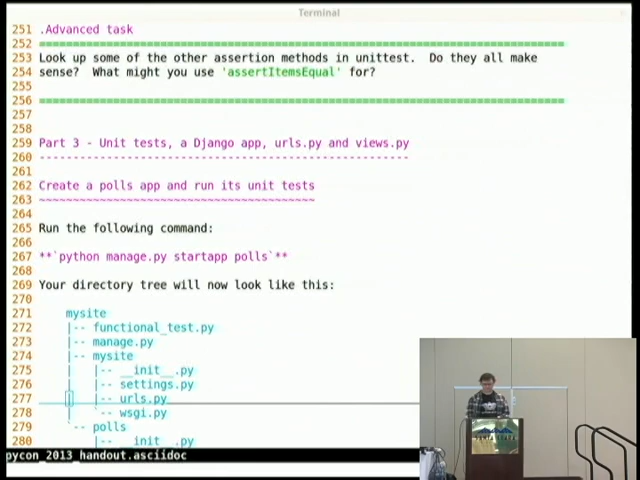 Terminal
251 .Advanced task
252 ==============================================================================
253 Look up some of the other assertion methods in unittest.  Do they all make
254 sense?  What might you use 'assertItemsEqual' for?
255
256 ==============================================================================
257
258
259 Part 3 - Unit tests, a Django app, urls.py and views.py
260 -------------------------------------------------------
261
262 Create a polls app and run its unit tests
263 ~~~~~~~~~~~~~~~~~~~~~~~~~~~~~~~~~~~~~~~~~
264
265 Run the following command:
266
267 **`python manage.py startapp polls`**
268
269 Your directory tree will now look like this:
270
271     mysite
272     |-- functional_test.py
273     |-- manage.py
274     |-- mysite
275     |   |-- __init__.py
276     |   |-- settings.py
277     |   |-- urls.py
278     |   `-- wsgi.py
279     `-- polls
280         |-- __init__.py
pycon_2013_handout.asciidoc